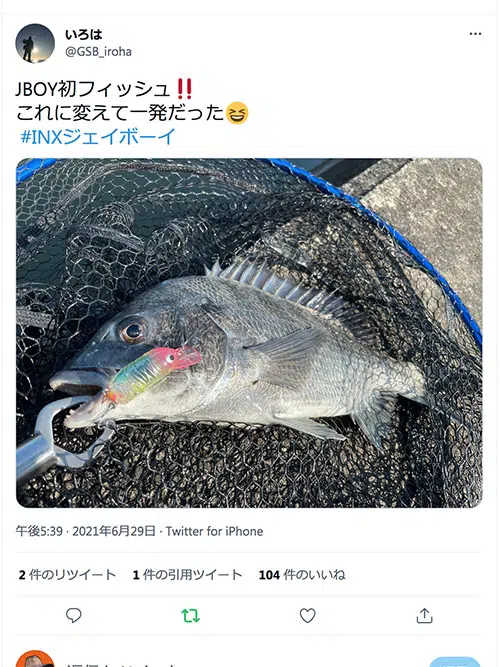 いろは
@GSB_iroha
JBOY初フィッシュ‼️
これに変えて一発だった😆
#INXジェイボーイ
午後5:39 · 2021年6月29日 · Twitter for iPhone
2 件のリツイート 1 件の引用ツイート 104 件のいいね